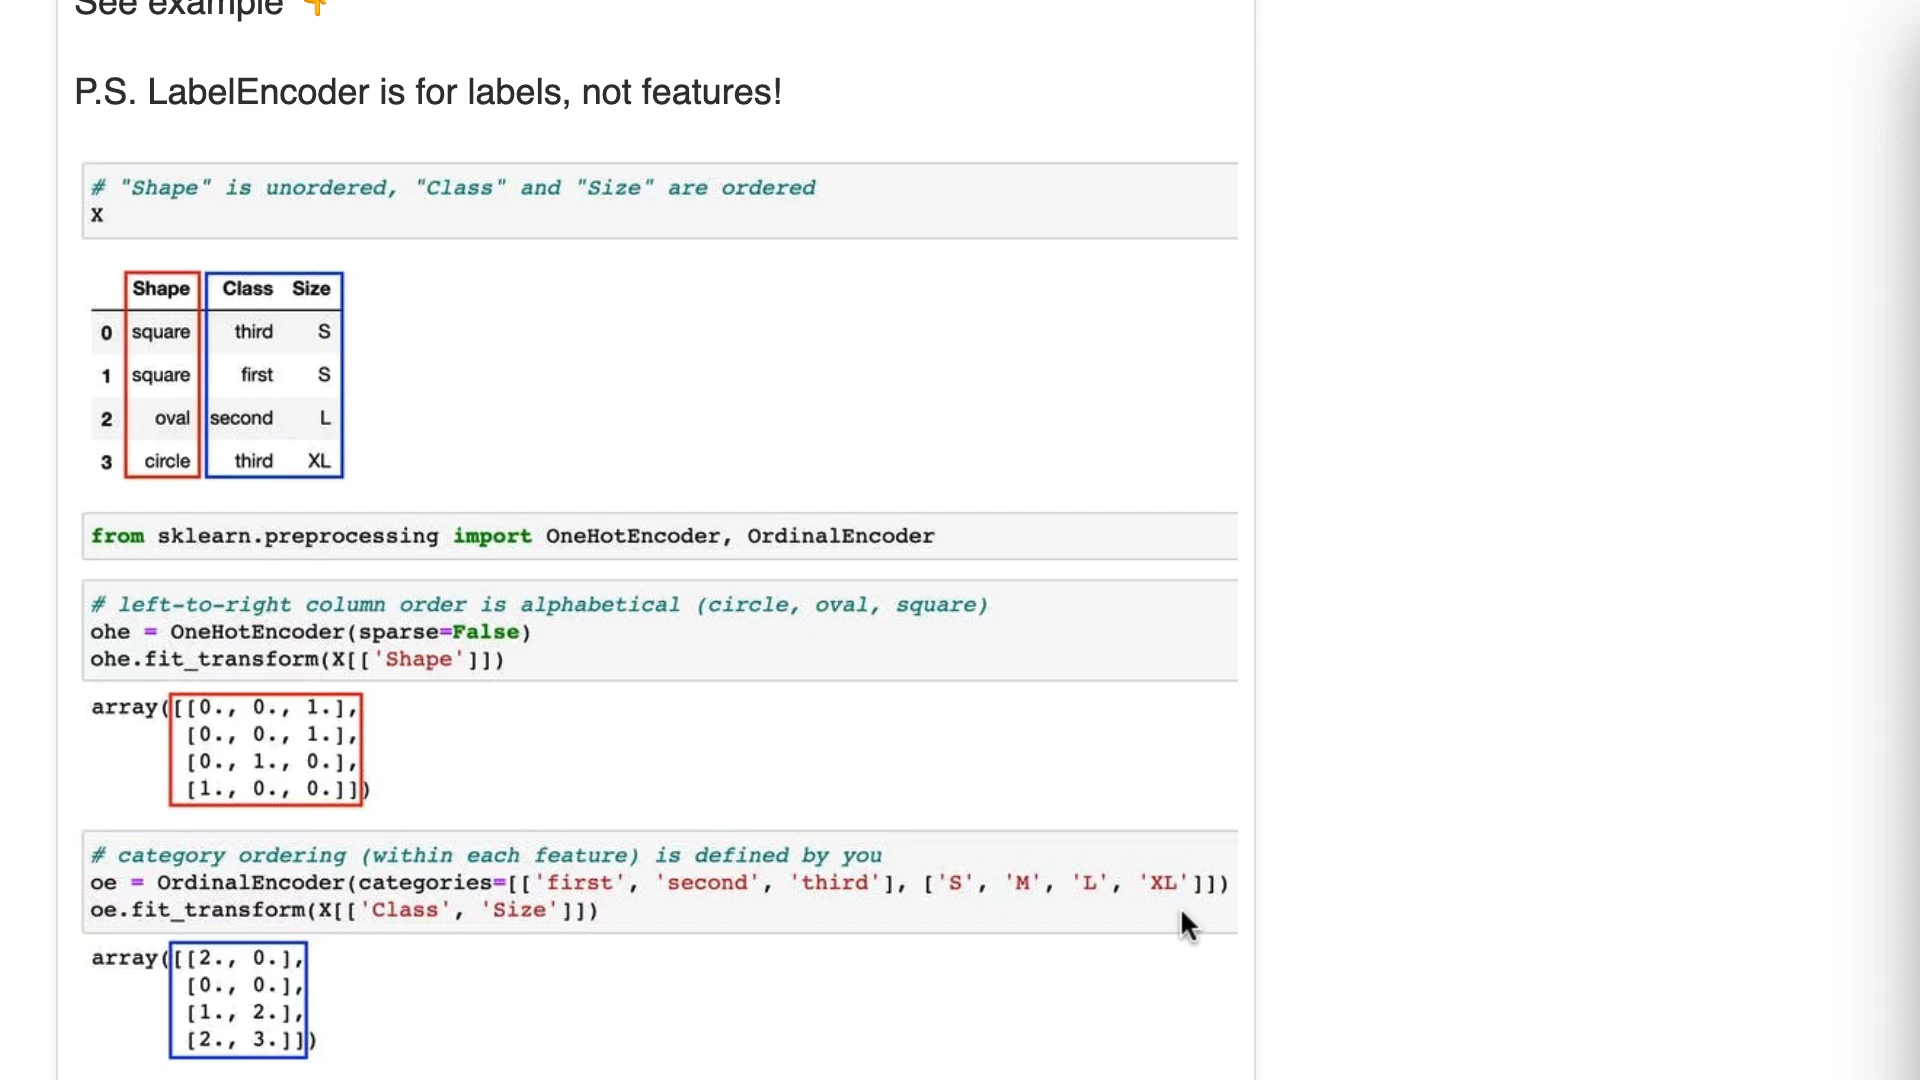 See example 👇
P.S. LabelEncoder is for labels, not features!
# "Shape" is unordered, "Class" and "Size" are ordered
X
Shape Class Size
0 square third S
1 square first S
2 oval second L
3 circle third XL
from sklearn.preprocessing import OneHotEncoder, OrdinalEncoder
# left-to-right column order is alphabetical (circle, oval, square)
ohe = OneHotEncoder(sparse=False)
ohe.fit_transform(X[['Shape']])
array([[0., 0., 1.],
[0., 0., 1.],
[0., 1., 0.],
[1., 0., 0.]])
# category ordering (within each feature) is defined by you
oe = OrdinalEncoder(categories=[['first', 'second', 'third'], ['S', 'M', 'L', 'XL']])
oe.fit_transform(X[['Class', 'Size']])
array([[2., 0.],
[0., 0.],
[1., 2.],
[2., 3.]])